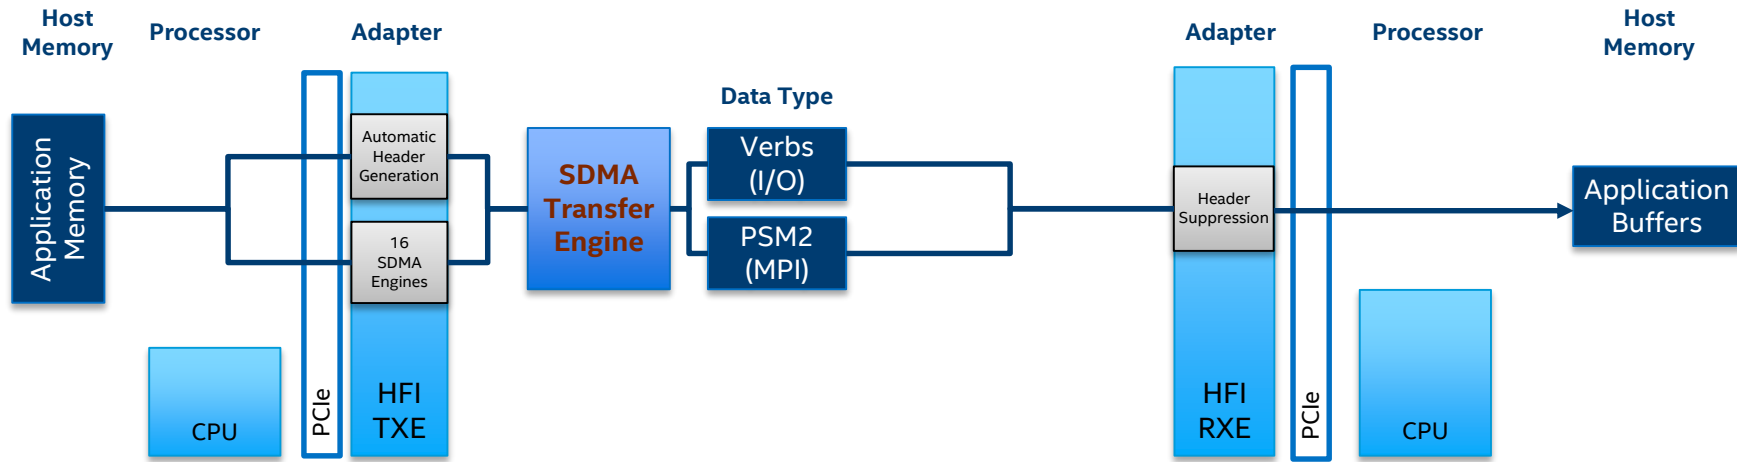 Host
Memory
Processor
Adapter
Adapter
Processor
Host
Memory
Data Type
Application
Memory
Automatic
Header
Generation
16
SDMA
Engines
SDMA
Transfer
Engine
Verbs
(I/O)
PSM2
(MPI)
Header
Suppression
Application
Buffers
CPU
PCIe
HFI
TXE
HFI
RXE
PCIe
CPU